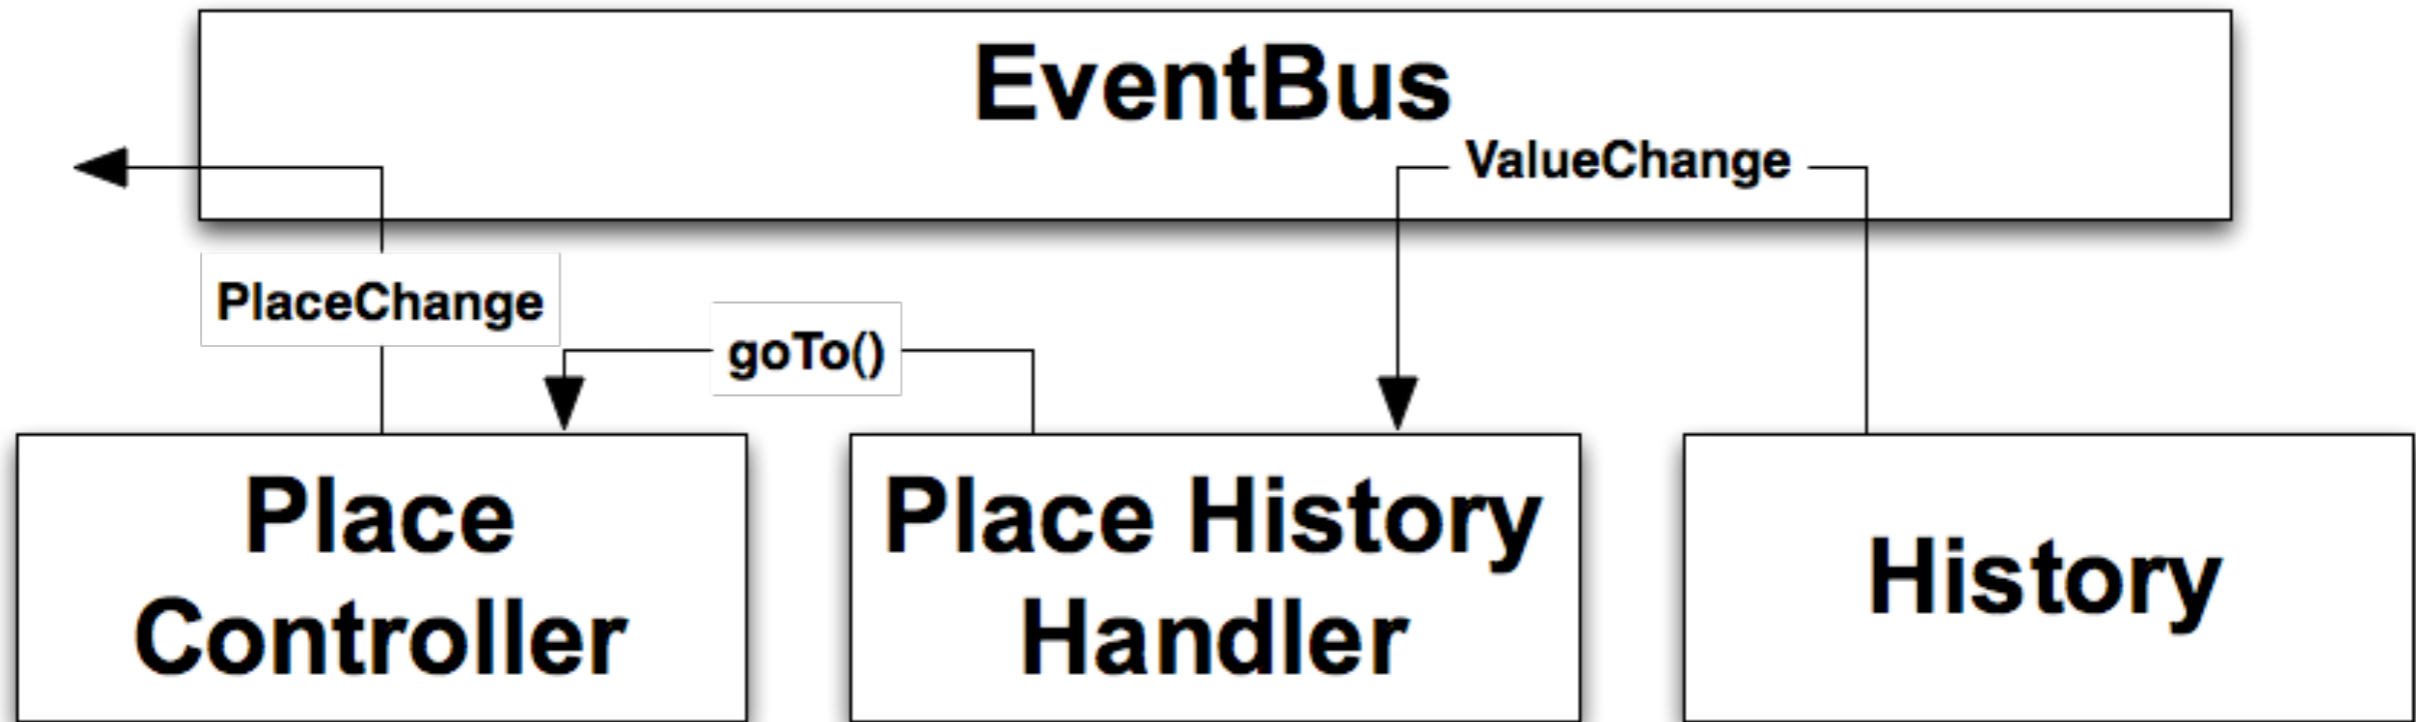 EventBus
ValueChange
PlaceChange
goTo()
Place
Controller
Place History
Handler
History